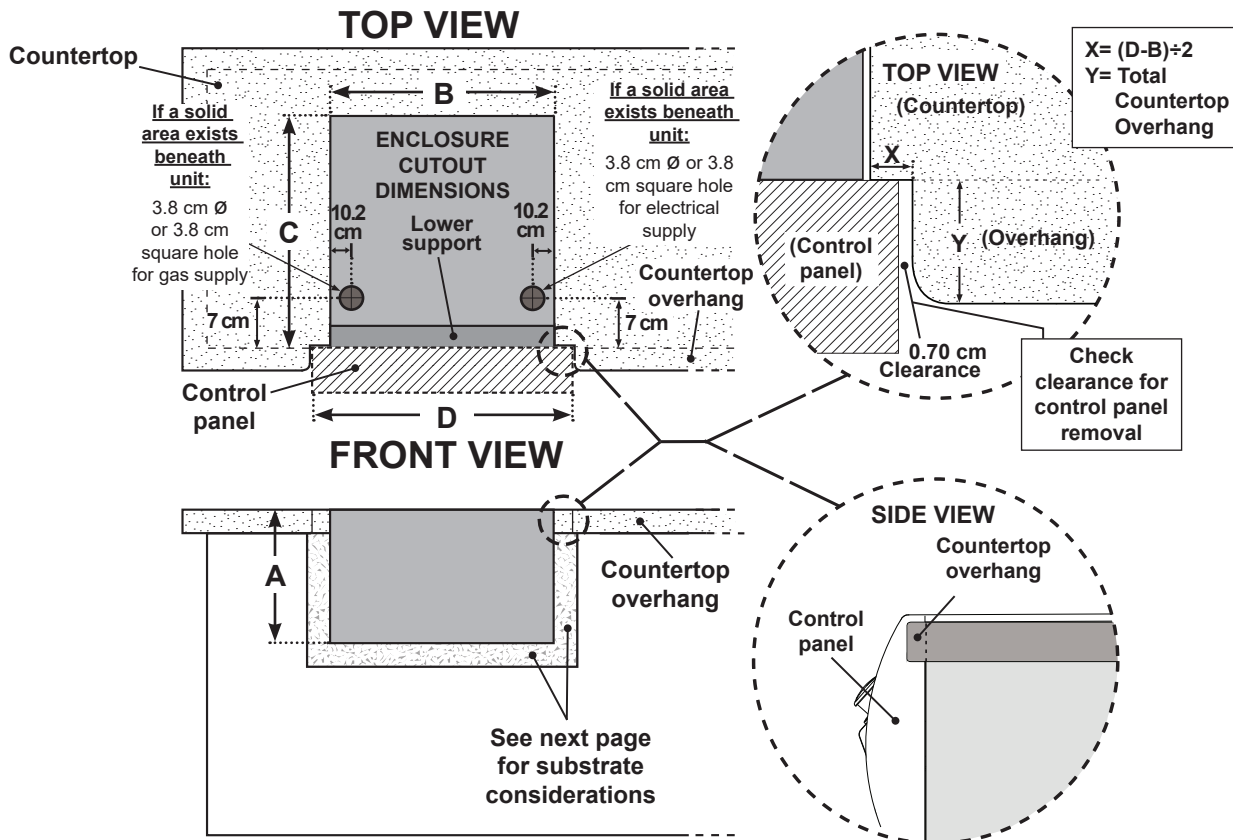 TOP VIEW
Countertop
If a solid
area exists
beneath
unit:
3.8 cm Ø
or 3.8 cm
square hole
for gas supply
B
ENCLOSURE
CUTOUT
DIMENSIONS
Lower
support
C
10.2
cm
10.2
cm
7 cm
7 cm
If a solid area
exists beneath
unit:
3.8 cm Ø or 3.8
cm square hole
for electrical
supply
Countertop
overhang
Control
panel
D
TOP VIEW
(Countertop)
X
Y
(Overhang)
(Control
panel)
0.70 cm
Clearance
X= (D-B)÷2
Y= Total
Countertop
Overhang
Check
clearance for
control panel
removal
FRONT VIEW
A
Countertop
overhang
See next page
for substrate
considerations
SIDE VIEW
Countertop
overhang
Control
panel